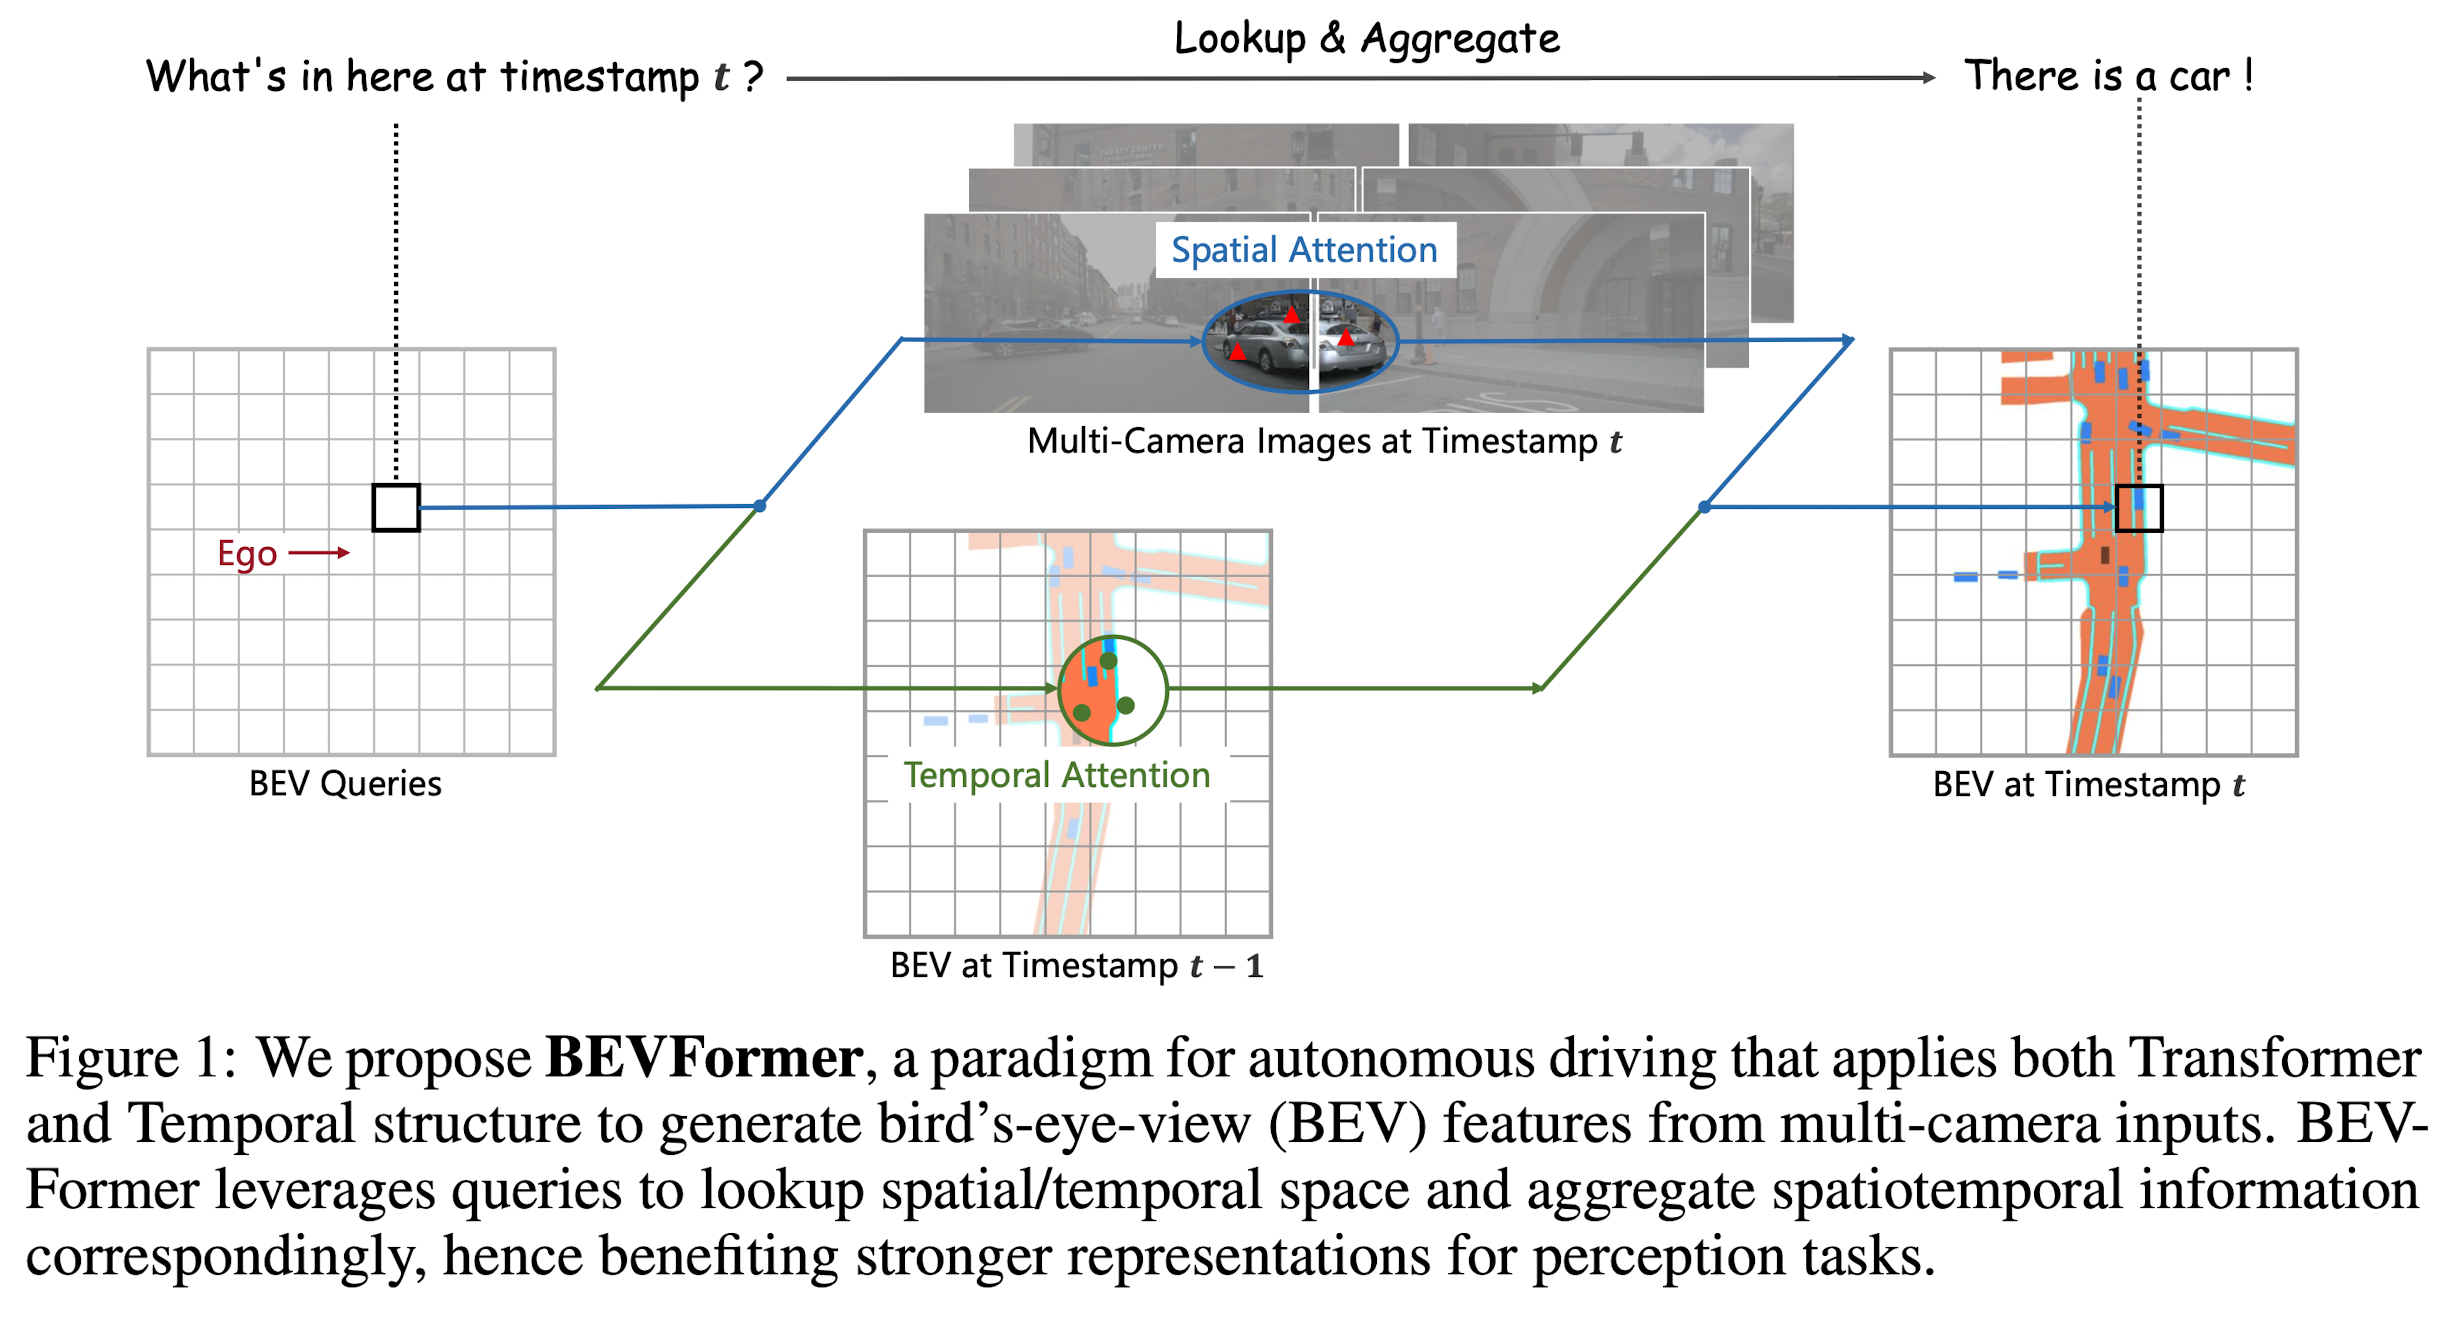 Lookup & Aggregate
What's in here at timestamp t ?
There is a car !
Spatial Attention
Multi-Camera Images at Timestamp t
Ego
BEV Queries
Temporal Attention
BEV at Timestamp t
BEV at Timestamp t − 1
Figure 1: We propose BEVFormer, a paradigm for autonomous driving that applies both Transformer
and Temporal structure to generate bird’s-eye-view (BEV) features from multi-camera inputs. BEV-
Former leverages queries to lookup spatial/temporal space and aggregate spatiotemporal information
correspondingly, hence benefiting stronger representations for perception tasks.